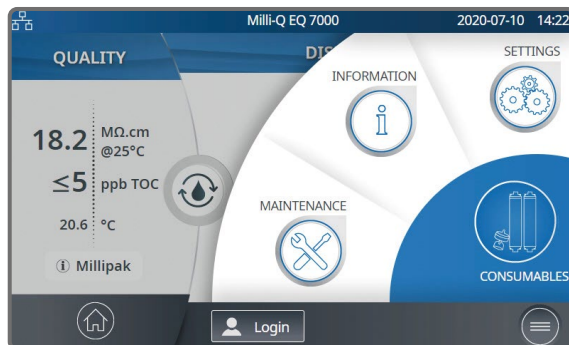 Milli-Q EQ 7000
2020-07-10 14:22
QUALITY
DIS
INFORMATION
SETTINGS
18.2 MΩ.cm @25°C
≤5 ppb TOC
20.6 °C
i Millipak
MAINTENANCE
CONSUMABLES
Login